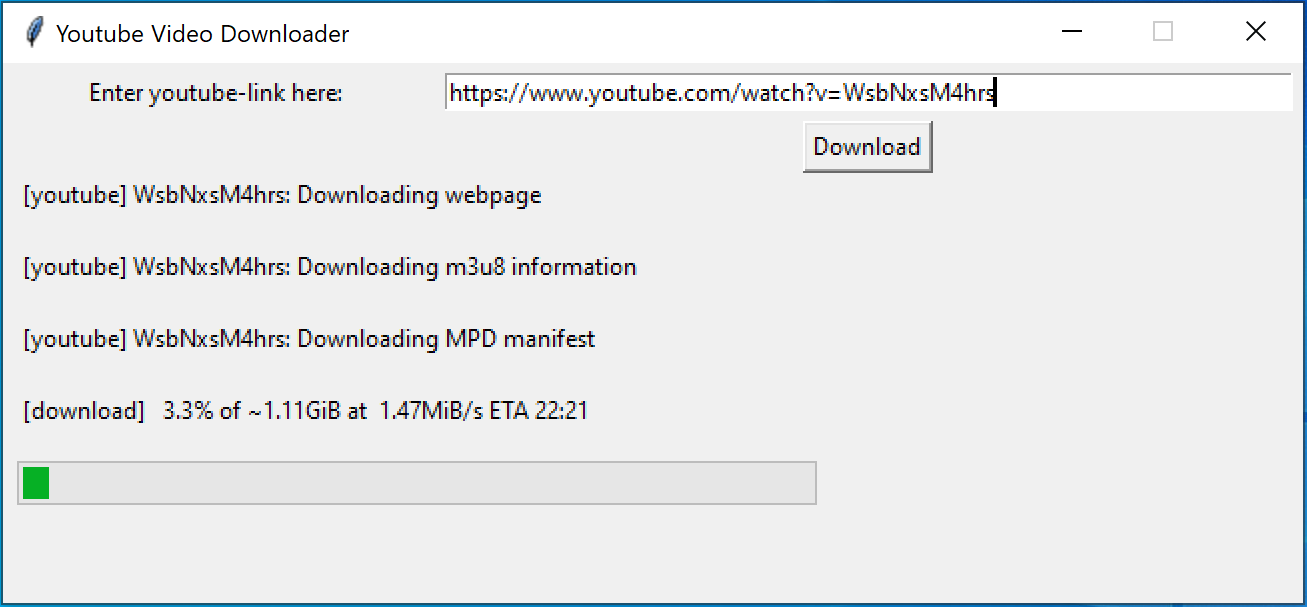 Youtube Video Downloader
Enter youtube-link here: https://www.youtube.com/watch?v=WsbNxsM4hrs
Download
[youtube] WsbNxsM4hrs: Downloading webpage
[youtube] WsbNxsM4hrs: Downloading m3u8 information
[youtube] WsbNxsM4hrs: Downloading MPD manifest
[download]   3.3% of ~1.11GiB at  1.47MiB/s ETA 22:21